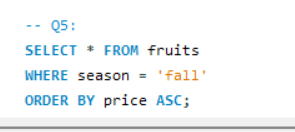 -- Q5:
SELECT * FROM fruits
WHERE season = 'fall'
ORDER BY price ASC;